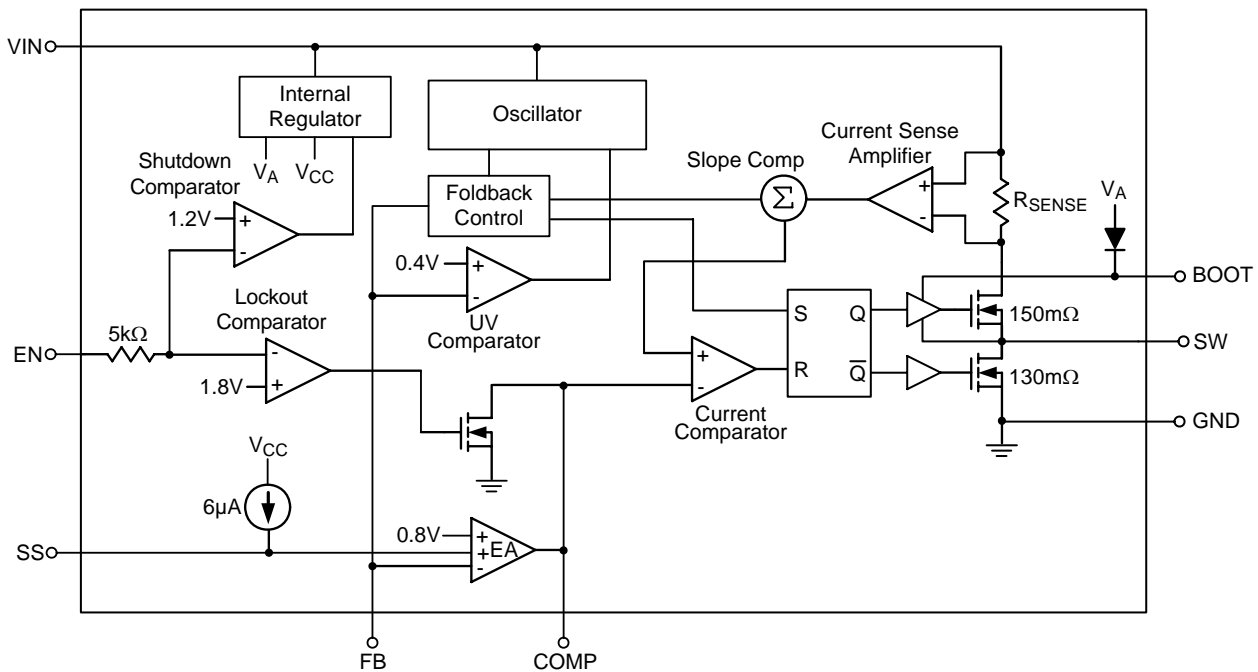 VIN
Internal
Regulator
Oscillator
Current Sense
Amplifier
Slope Comp
Shutdown
Comparator
VA
VCC
Foldback
Control
Σ
+
-
RSENSE
VA
1.2V
+
-
0.4V
+
-
BOOT
Lockout
Comparator
UV
Comparator
S
Q
150mΩ
5kΩ
EN
-
+
1.8V
+
-
R
Q̅
130mΩ
SW
Current
Comparator
GND
VCC
6µA
0.8V
+
+
-
EA
SS
FB
COMP